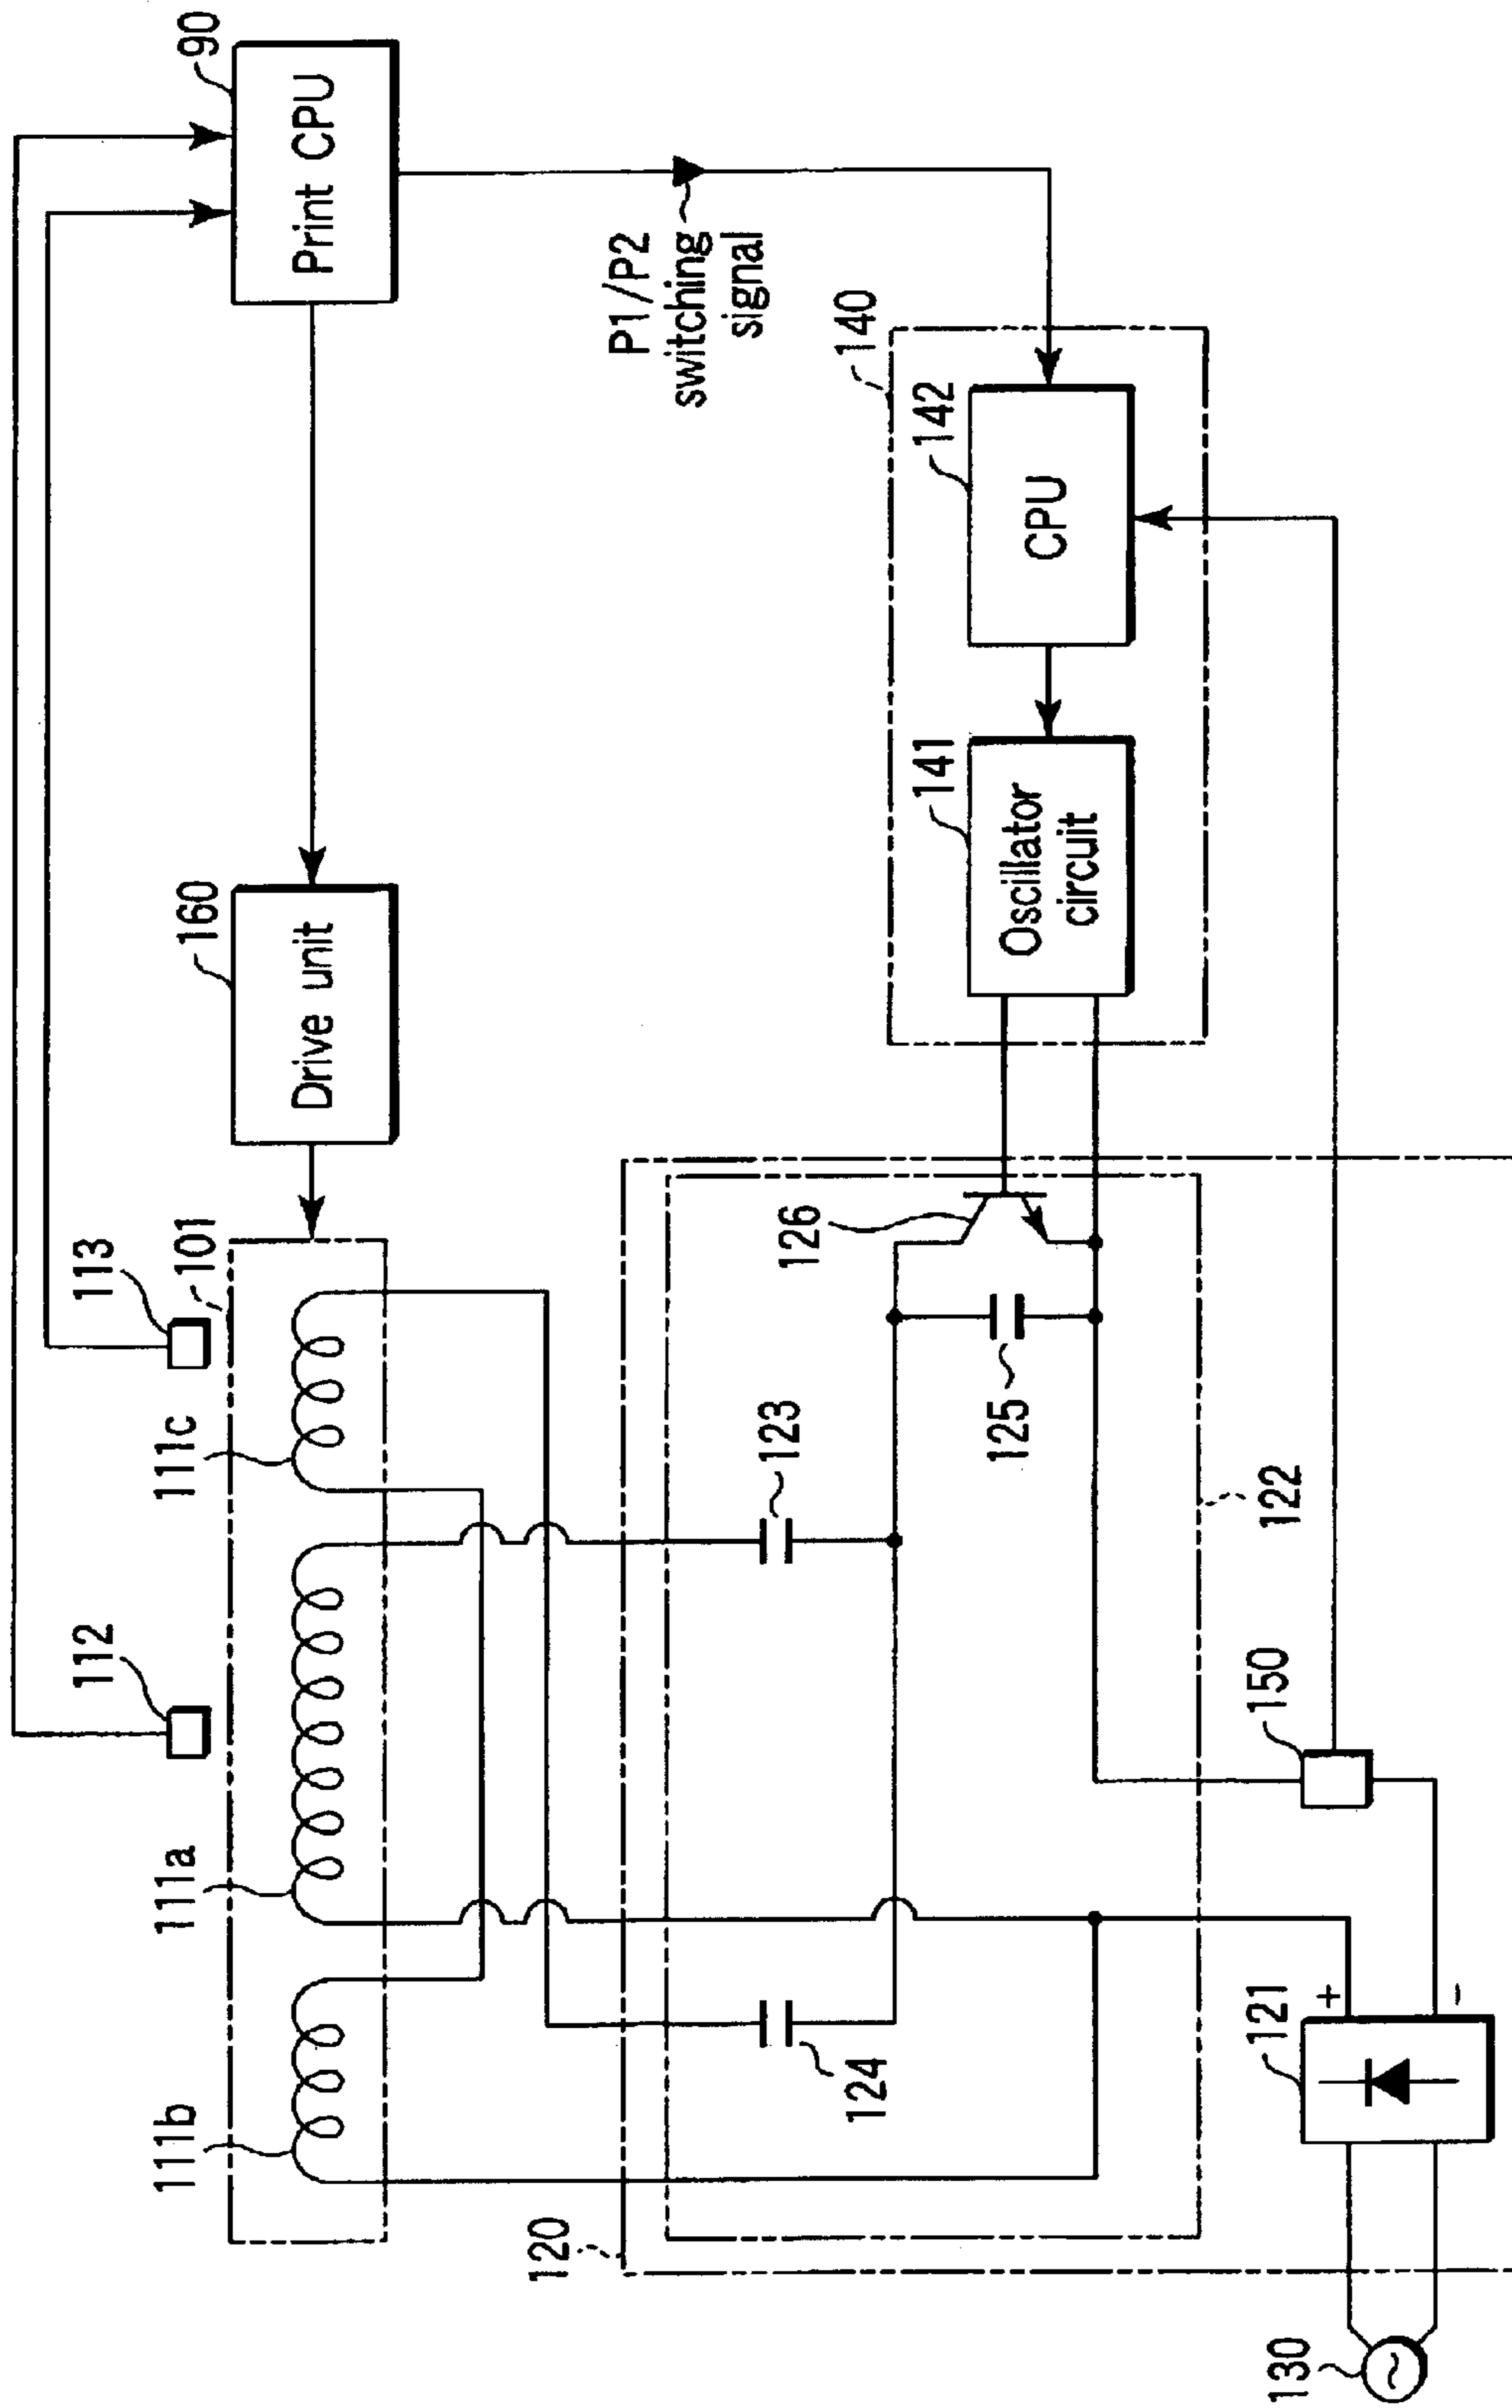 112
113
101
160
90
111b
111a
111c
Drive unit
Print CPU
P1/P2
switching
signal
120
124
123
126
140
125
141
142
Oscillator
circuit
CPU
122
130
121
150
+
-
~